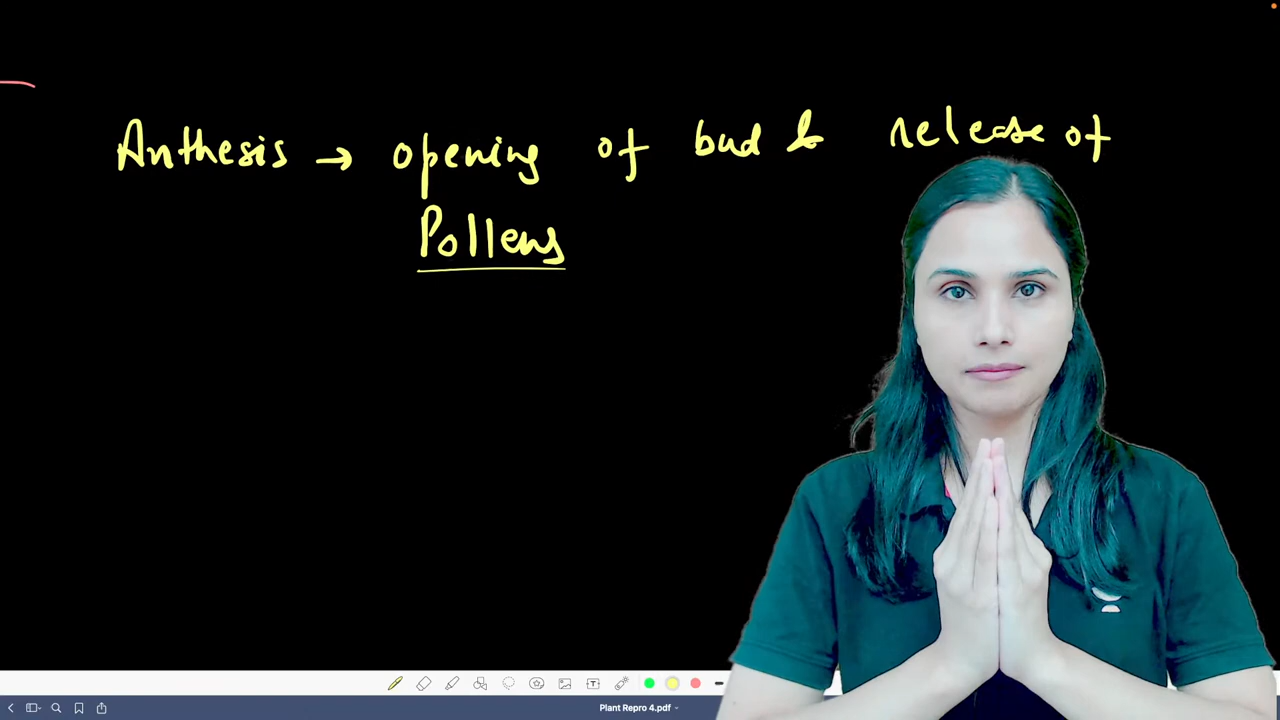 Anthesis → opening of bud & release of
Pollens
Plant Repro 4.pdf